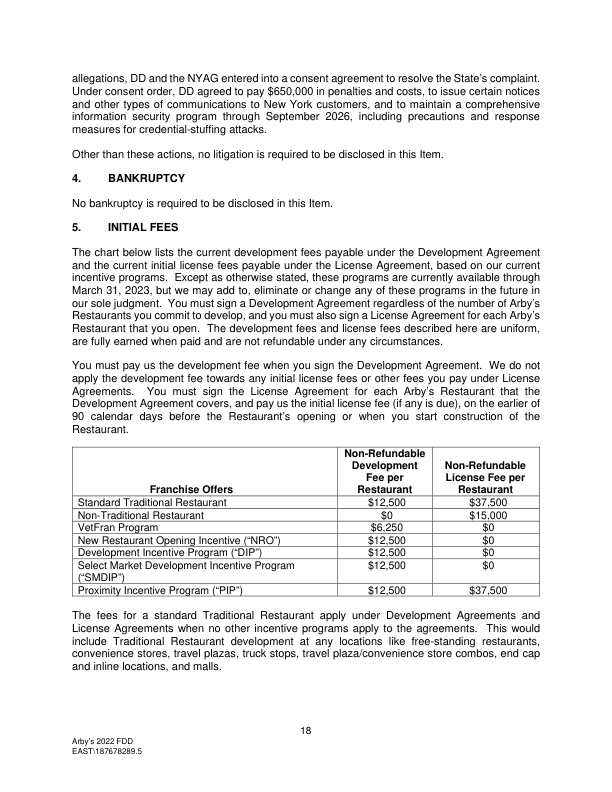 allegations, DD and the NYAG entered into a consent agreement to resolve the State's complaint.
Under consent order, DD agreed to pay $650,000 in penalties and costs, to issue certain notices
and other types of communications to New York customers, and to maintain a comprehensive
information security program through September 2026, including precautions and response
measures for credential-stuffing attacks.
Other than these actions, no litigation is required to be disclosed in this Item.
4. BANKRUPTCY
No bankruptcy is required to be disclosed in this Item.
5. INITIAL FEES
The chart below lists the current development fees payable under the Development Agreement
and the current initial license fees payable under the License Agreement, based on our current
incentive programs. Except as otherwise stated, these programs are currently available through
March 31, 2023, but we may add to, eliminate or change any of these programs in the future in
our sole judgment. You must sign a Development Agreement regardless of the number of Arby's
Restaurants you commit to develop, and you must also sign a License Agreement for each Arby's
Restaurant that you open. The development fees and license fees described here are uniform,
are fully earned when paid and are not refundable under any circumstances.
You must pay us the development fee when you sign the Development Agreement. We do not
apply the development fee towards any initial license fees or other fees you pay under License
Agreements. You must sign the License Agreement for each Arby's Restaurant that the
Development Agreement covers, and pay us the initial license fee (if any is due), on the earlier of
90 calendar days before the Restaurant's opening or when you start construction of the
Restaurant.
Franchise Offers
Non-Refundable
Development
Fee per
Restaurant
Non-Refundable
License Fee per
Restaurant
Standard Traditional Restaurant $12,500 $37,500
Non-Traditional Restaurant $0 $15,000
VetFran Program $6,250 $0
New Restaurant Opening Incentive ("NRO") $12,500 $0
Development Incentive Program ("DIP") $12,500 $0
Select Market Development Incentive Program $12,500 $0
("SMDIP")
Proximity Incentive Program ("PIP") $12,500 $37,500
The fees for a standard Traditional Restaurant apply under Development Agreements and
License Agreements when no other incentive programs apply to the agreements. This would
include Traditional Restaurant development at any locations like free-standing restaurants,
convenience stores, travel plazas, truck stops, travel plaza/convenience store combos, end cap
and inline locations, and malls.
18
Arby's 2022 FDD
EAST\187678289.5